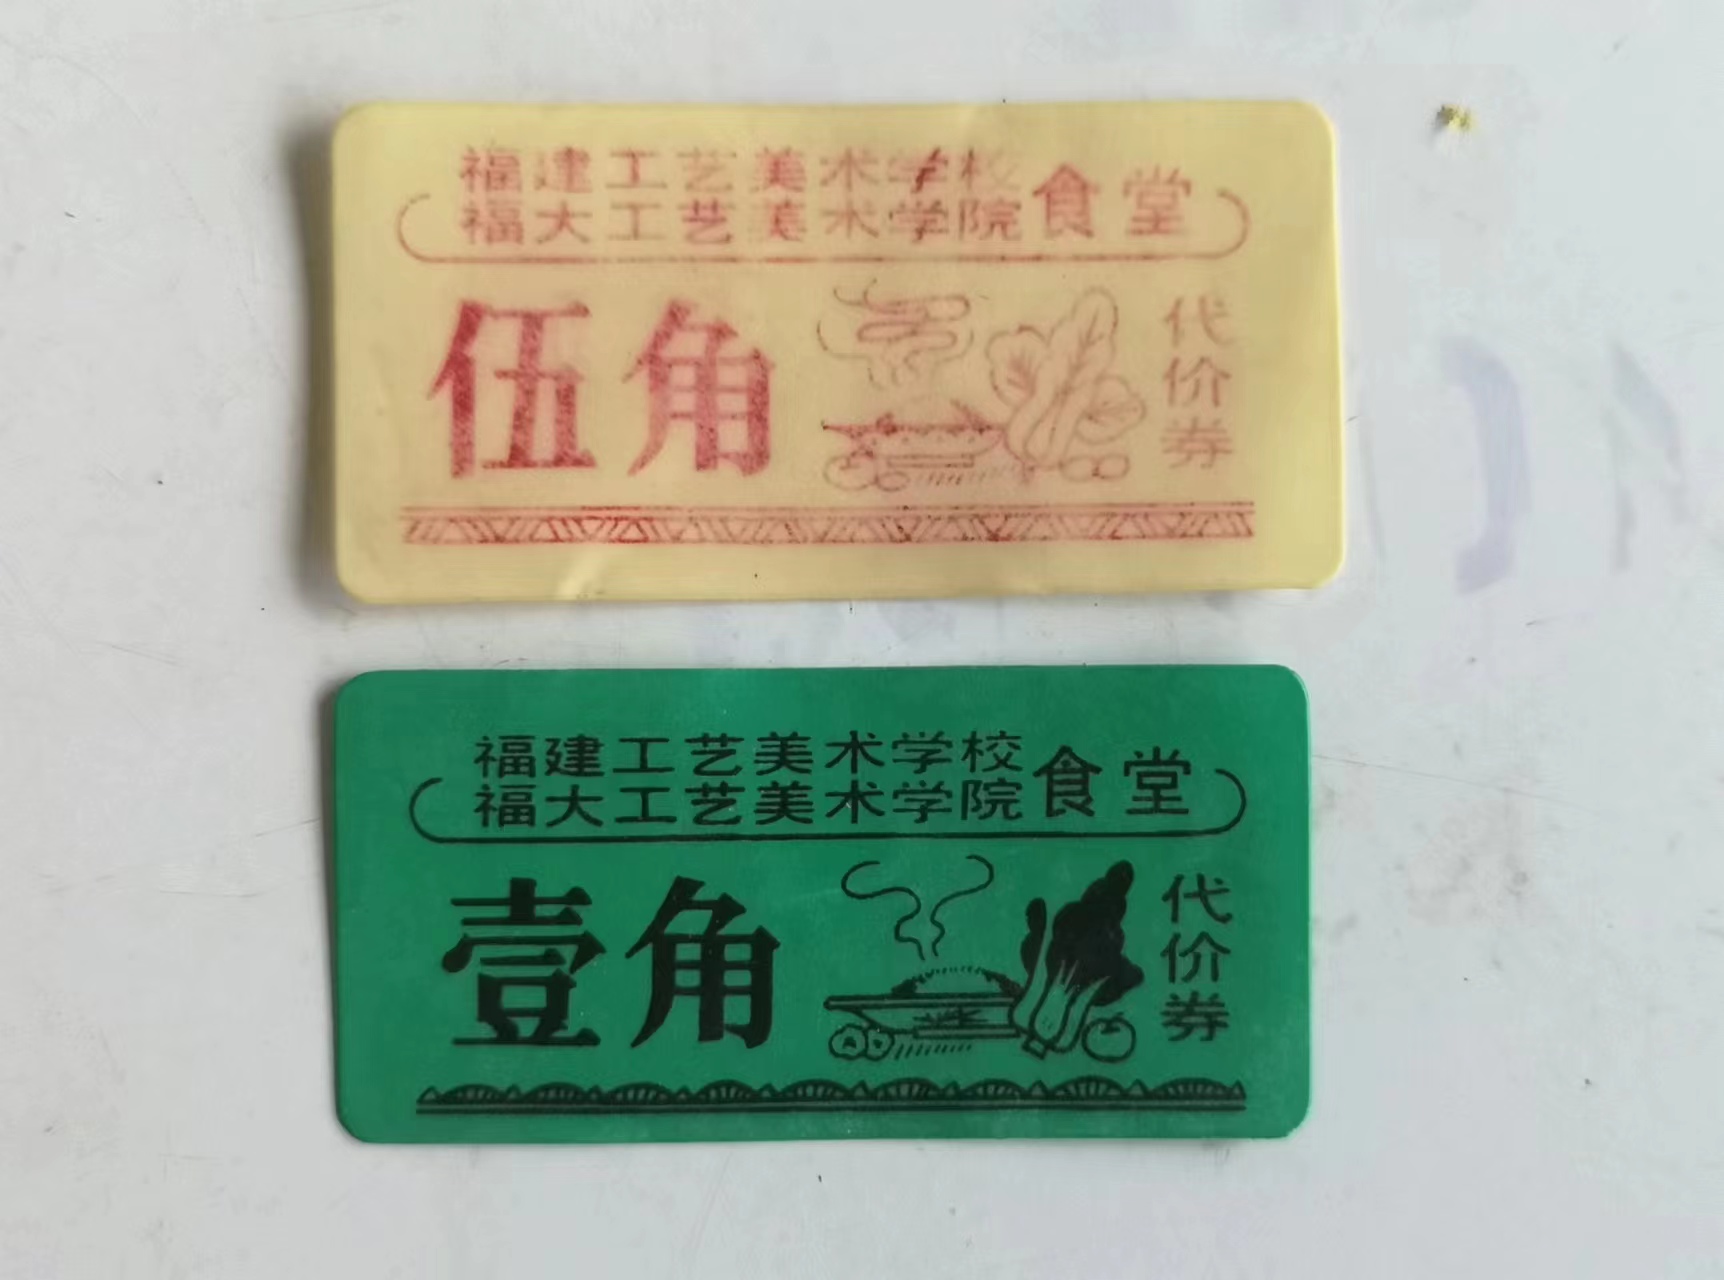 福建工艺美术学校
福大工艺美术学院
食堂
伍角
代价券
福建工艺美术学校
福大工艺美术学院
食堂
壹角
代价券